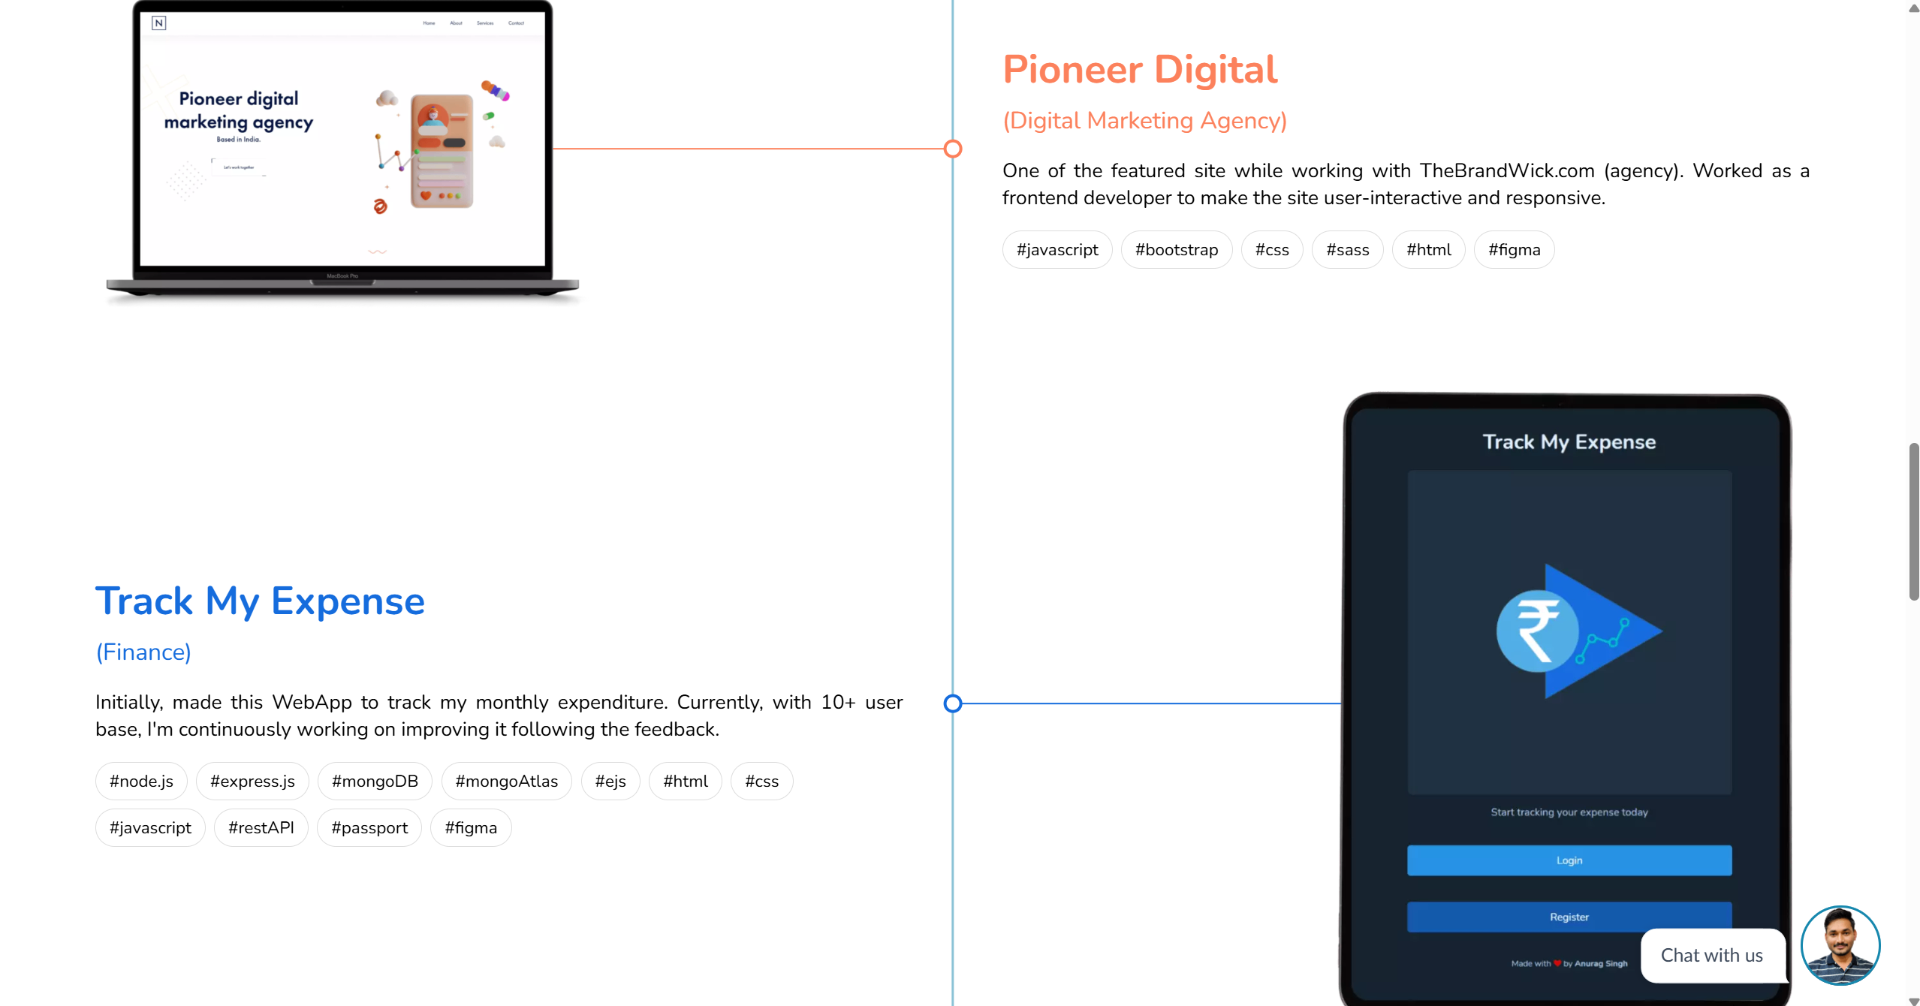 N
Home About Services Contact
Pioneer digital
marketing agency
Based in India.
Let's work together
MacBook Pro
Pioneer Digital
(Digital Marketing Agency)
One of the featured site while working with TheBrandWick.com (agency). Worked as a
frontend developer to make the site user-interactive and responsive.
#javascript #bootstrap #css #sass #html #figma
Track My Expense
(Finance)
Initially, made this WebApp to track my monthly expenditure. Currently, with 10+ user
base, I'm continuously working on improving it following the feedback.
#node.js #express.js #mongoDB #mongoAtlas #ejs #html #css
#javascript #restAPI #passport #figma
Track My Expense
₹
Start tracking your expense today
Login
Register
Made with ❤ by Anurag Singh
Chat with us